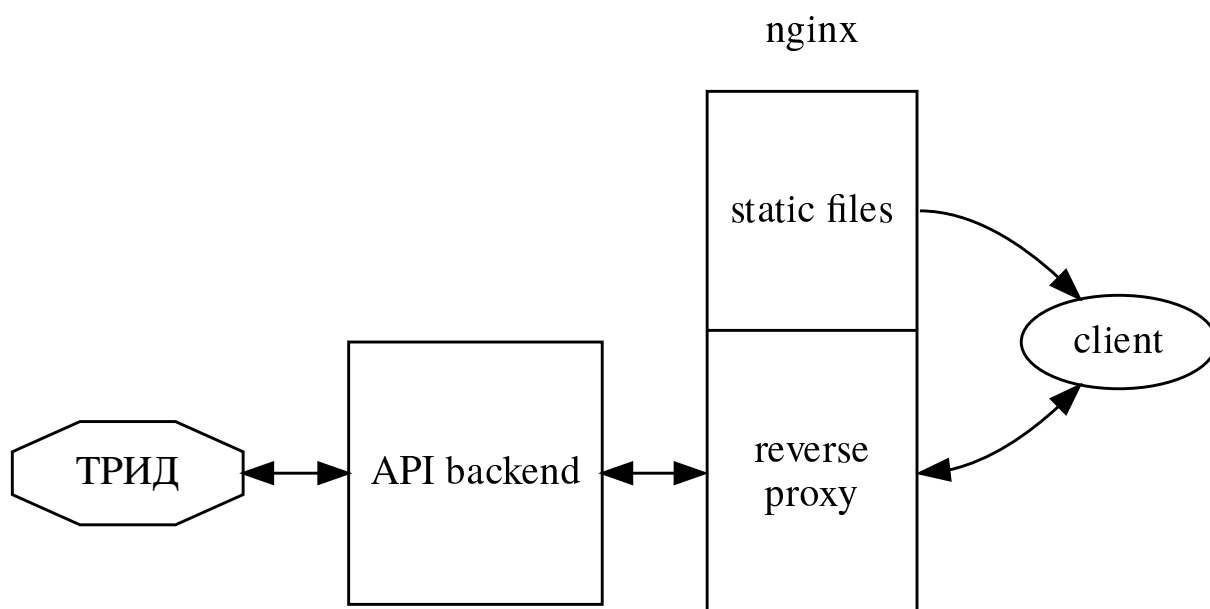 nginx
static files
client
ТРИД
API backend
reverse
proxy